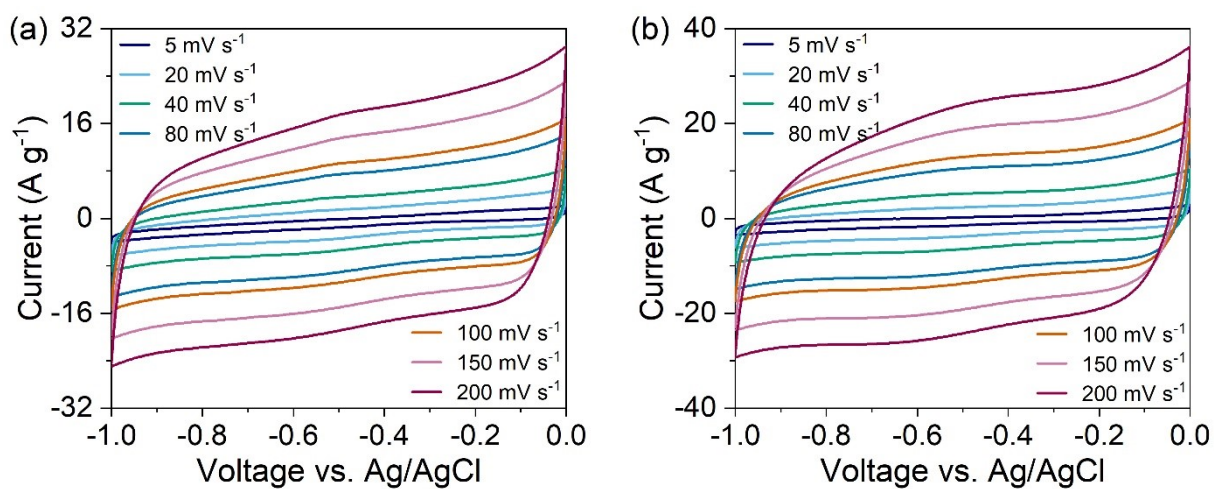 (a)
32
16
0
-16
-32
Current (A g⁻¹)
5 mV s⁻¹
20 mV s⁻¹
40 mV s⁻¹
80 mV s⁻¹
100 mV s⁻¹
150 mV s⁻¹
200 mV s⁻¹
-1.0 -0.8 -0.6 -0.4 -0.2 0.0
Voltage vs. Ag/AgCl
(b)
40
20
0
-20
-40
Current (A g⁻¹)
5 mV s⁻¹
20 mV s⁻¹
40 mV s⁻¹
80 mV s⁻¹
100 mV s⁻¹
150 mV s⁻¹
200 mV s⁻¹
-1.0 -0.8 -0.6 -0.4 -0.2 0.0
Voltage vs. Ag/AgCl